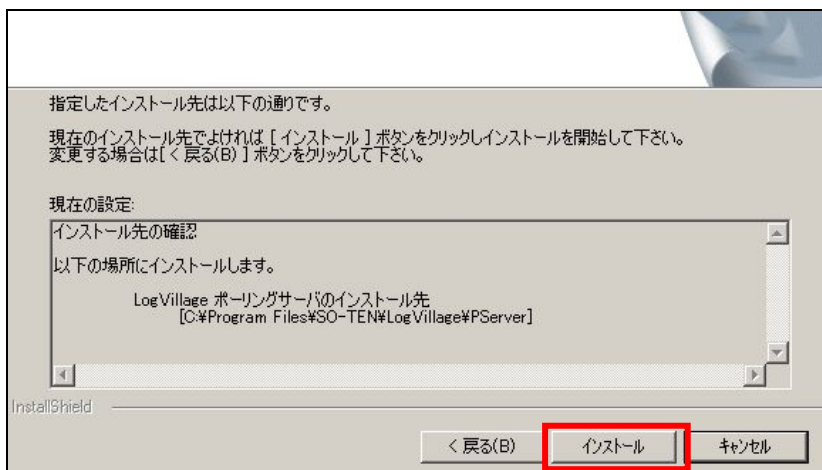 指定したインストール先は以下の通りです。
現在のインストール先でよければ [ インストール ] ボタンをクリックしインストールを開始して下さい。
変更する場合は[ < 戻る(B) ] ボタンをクリックして下さい。
現在の設定:
インストール先の確認
以下の場所にインストールします。
LogVillage ポーリングサーバのインストール先
[C:¥Program Files¥SO-TEN¥LogVillage¥PServer]
InstallShield
< 戻る(B)
インストール
キャンセル